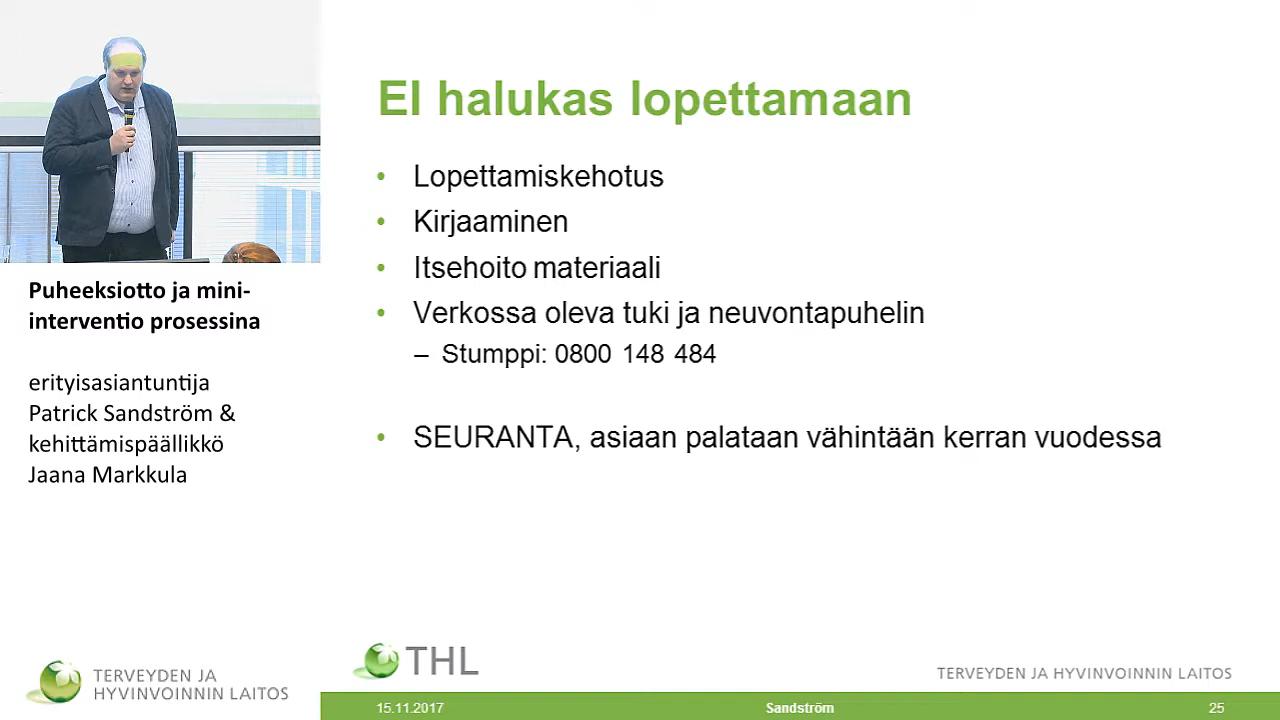 EI halukas lopettamaan
• Lopettamiskehotus
• Kirjaaminen
• Itsehoito materiaali
• Verkossa oleva tuki ja neuvontapuhelin
– Stumppi: 0800 148 484
• SEURANTA, asiaan palataan vähintään kerran vuodessa
Puheeksiotto ja mini-
interventio prosessina
erityisasiantuntija
Patrick Sandström &
kehittämispäällikkö
Jaana Markkula
TERVEYDEN JA
HYVINVOINNIN LAITOS
THL
TERVEYDEN JA HYVINVOINNIN LAITOS
15.11.2017
Sandström
25